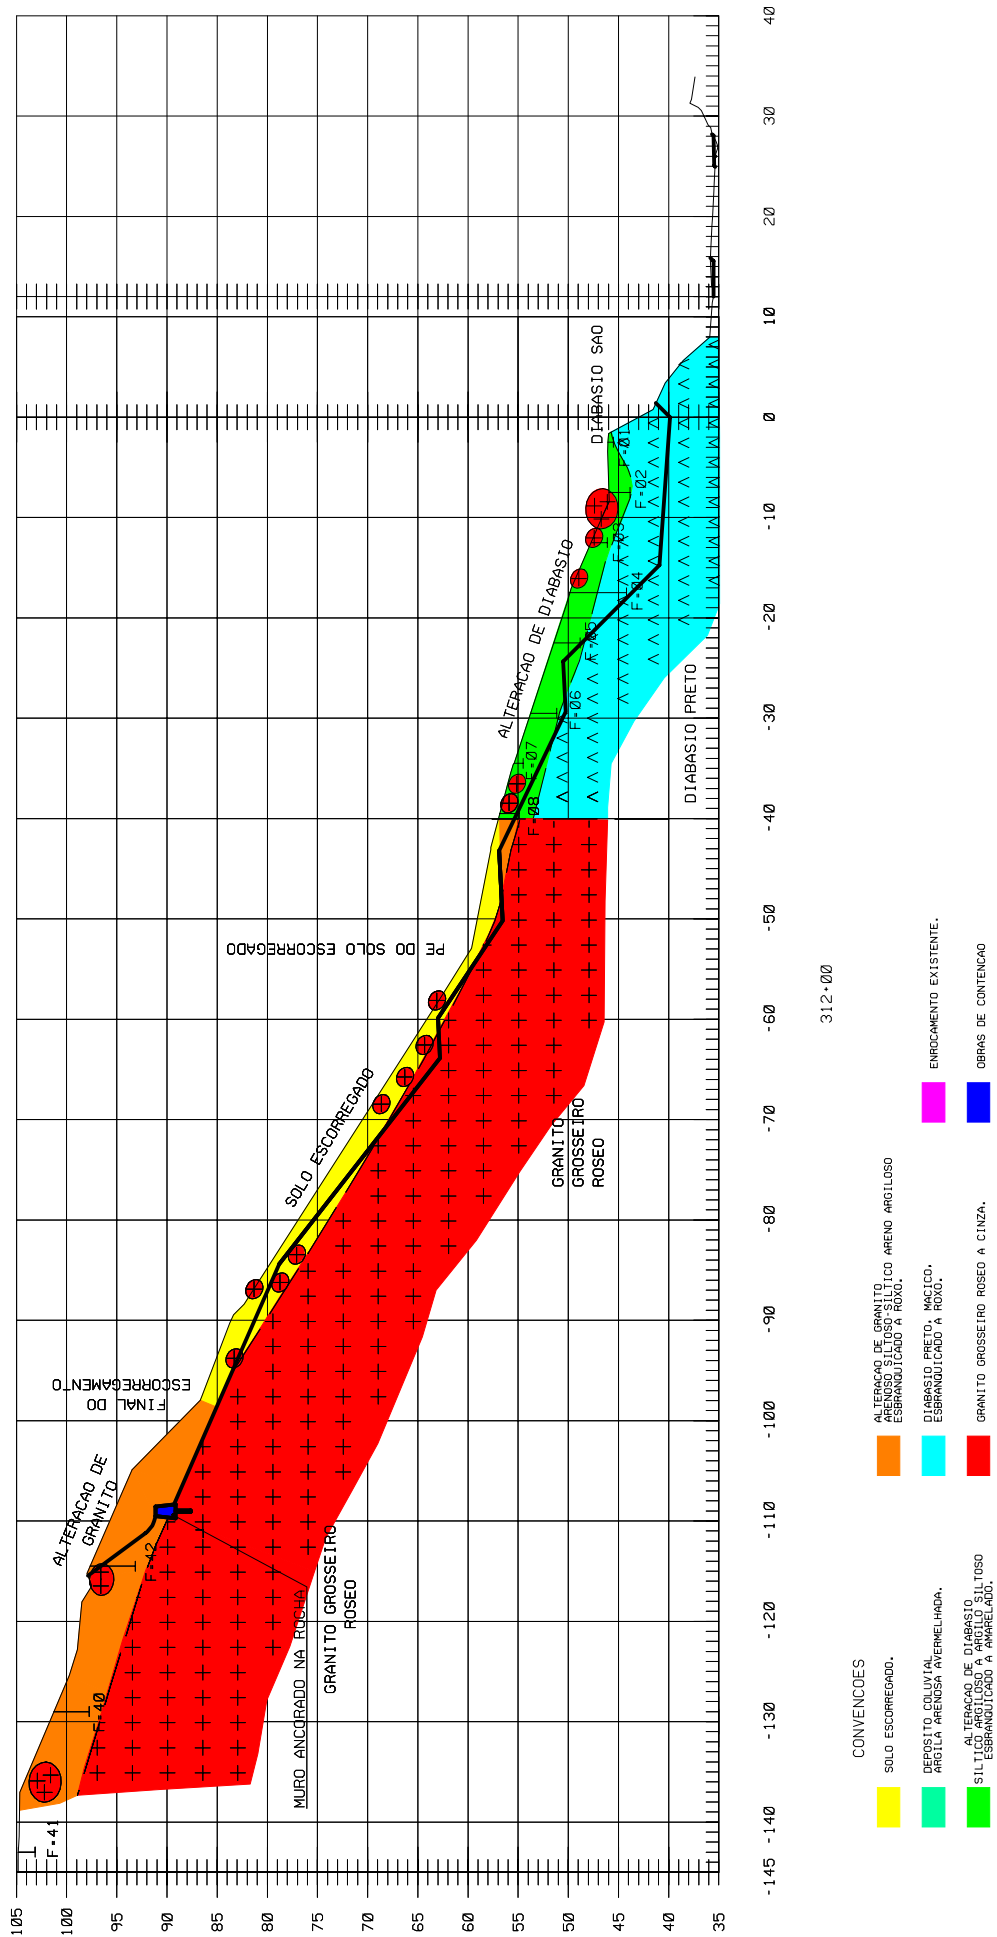 105
100
95
90
85
80
75
70
65
60
55
50
45
40
35
-145
-140
-130
-120
-110
-100
-90
-80
-70
-60
-50
-40
-30
-20
-10
0
10
20
30
40
F-41
F-40
F-42
ALTERACAO DE
GRANITO
FINAL DO
ESCORREGAMENTO
MURO ANCORADO NA ROCHA
GRANITO GROSSEIRO
ROSEO
SOLO ESCORREGADO
PE DO SOLO ESCORREGADO
GRANITO
GROSSEIRO
ROSEO
F-08
F-07
F-06
F-05
F-04
F-03
F-02
F-01
ALTERACAO DE DIABASIO
DIABASIO SAO
DIABASIO PRETO
312+00
CONVENCOES
SOLO ESCORREGADO.
DEPOSITO COLUVIAL
ARGILA ARENOSA AVERMELHADA.
ALTERACAO DE DIABASIO
SILTICO ARGILOSO A ARGILO SILTOSO
ESBRANQUICADO A AMARELADO.
ALTERACAO DE GRANITO
ARENOSO SILTOSO-SILTICO ARENO ARGILOSO
ESBRANQUICADO A ROXO.
DIABASIO PRETO, MACICO,
ESBRANQUICADO A ROXO.
GRANITO GROSSEIRO ROSEO A CINZA.
ENROCAMENTO EXISTENTE.
OBRAS DE CONTENCAO